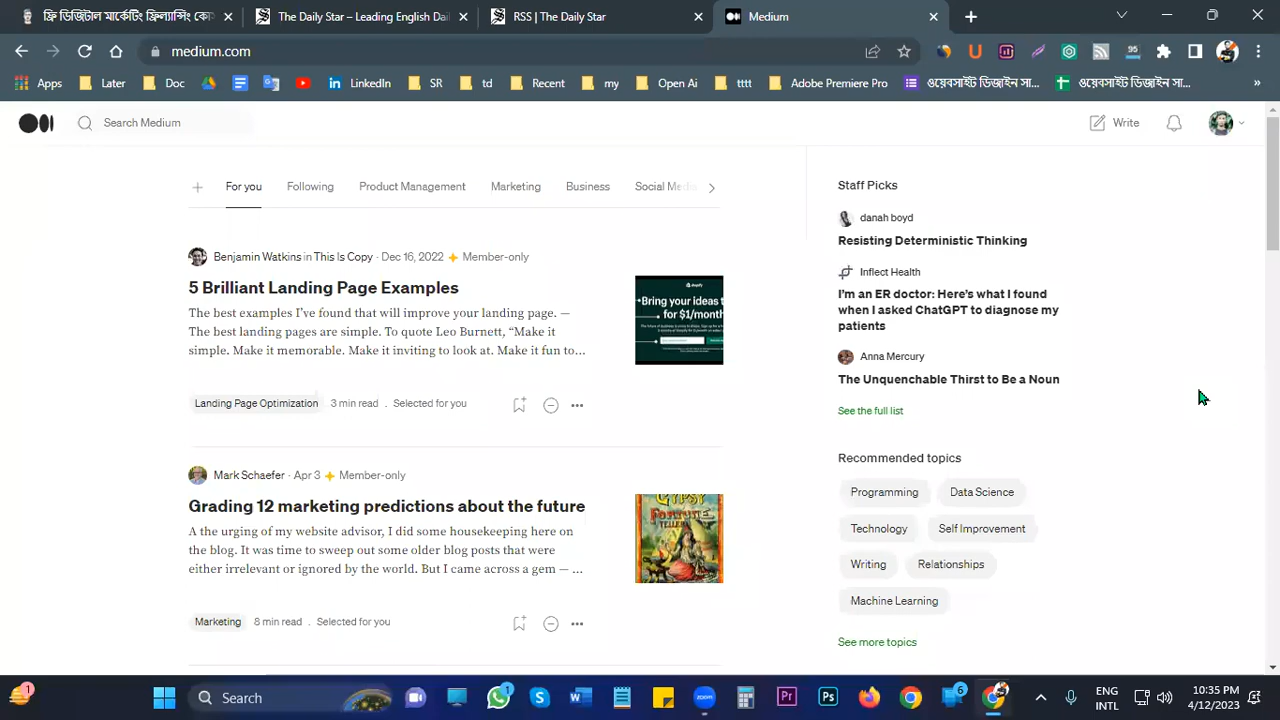 ফ্রি ডিজিটাল মার্কেটিং কো
The Daily Star – Leading English Dai
RSS | The Daily Star
Medium
medium.com
95
Apps
Later
Doc
LinkedIn
SR
td
Recent
my
Open Ai
tttt
Adobe Premiere Pro
ওয়েবসাইট ডিজাইন সা...
ওয়েবসাইট ডিজাইন সা...
»
Search Medium
Write
For you
Following
Product Management
Marketing
Business
Social Media
Benjamin Watkins in This Is Copy · Dec 16, 2022 Member-only
5 Brilliant Landing Page Examples
The best examples I've found that will improve your landing page. —
The best landing pages are simple. To quote Leo Burnett, “Make it
simple. Make it memorable. Make it inviting to look at. Make it fun to…
shopify
Bring your ideas t
for $1/month
Landing Page Optimization
3 min read . Selected for you
Mark Schaefer · Apr 3 Member-only
Grading 12 marketing predictions about the future
A the urging of my website advisor, I did some housekeeping here on
the blog. It was time to sweep out some older blog posts that were
either irrelevant or ignored by the world. But I came across a gem — …
GYPSY
FORTUNE
TELLER
Marketing
8 min read . Selected for you
Staff Picks
danah boyd
Resisting Deterministic Thinking
Inflect Health
I'm an ER doctor: Here's what I found
when I asked ChatGPT to diagnose my
patients
Anna Mercury
The Unquenchable Thirst to Be a Noun
See the full list
Recommended topics
Programming
Data Science
Technology
Self Improvement
Writing
Relationships
Machine Learning
See more topics
1
Search
1
6
ENG
INTL
10:35 PM
4/12/2023